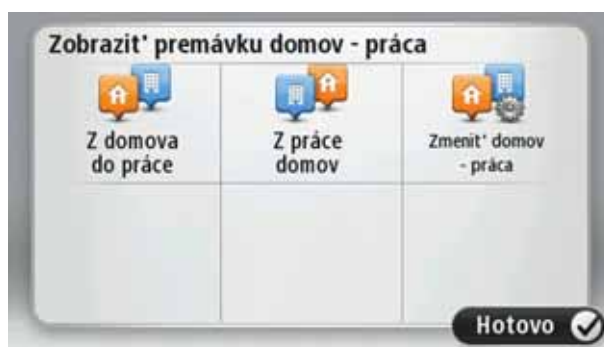 Zobraziť premávku domov - práca
Z domova
do práce
Z práce
domov
Zmeniť domov
- práca
Hotovo